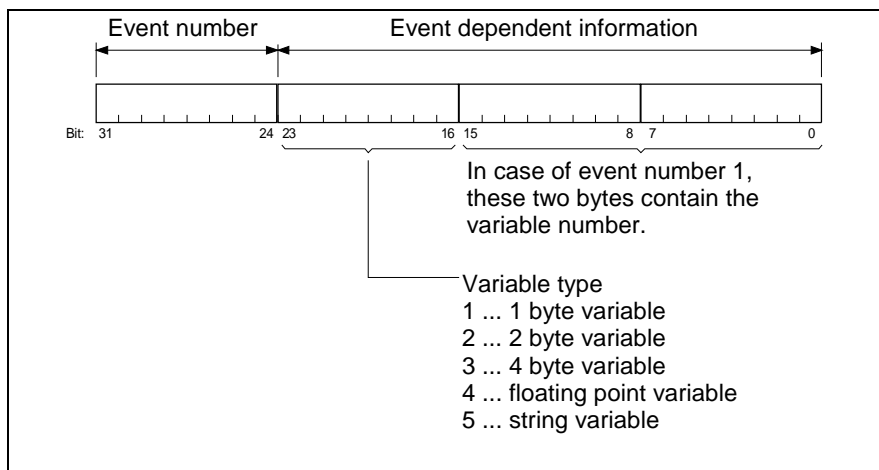 Event number Event dependent information
Bit: 31 24 23 16 15 8 7 0
In case of event number 1,
these two bytes contain the
variable number.
Variable type
1 ... 1 byte variable
2 ... 2 byte variable
3 ... 4 byte variable
4 ... floating point variable
5 ... string variable